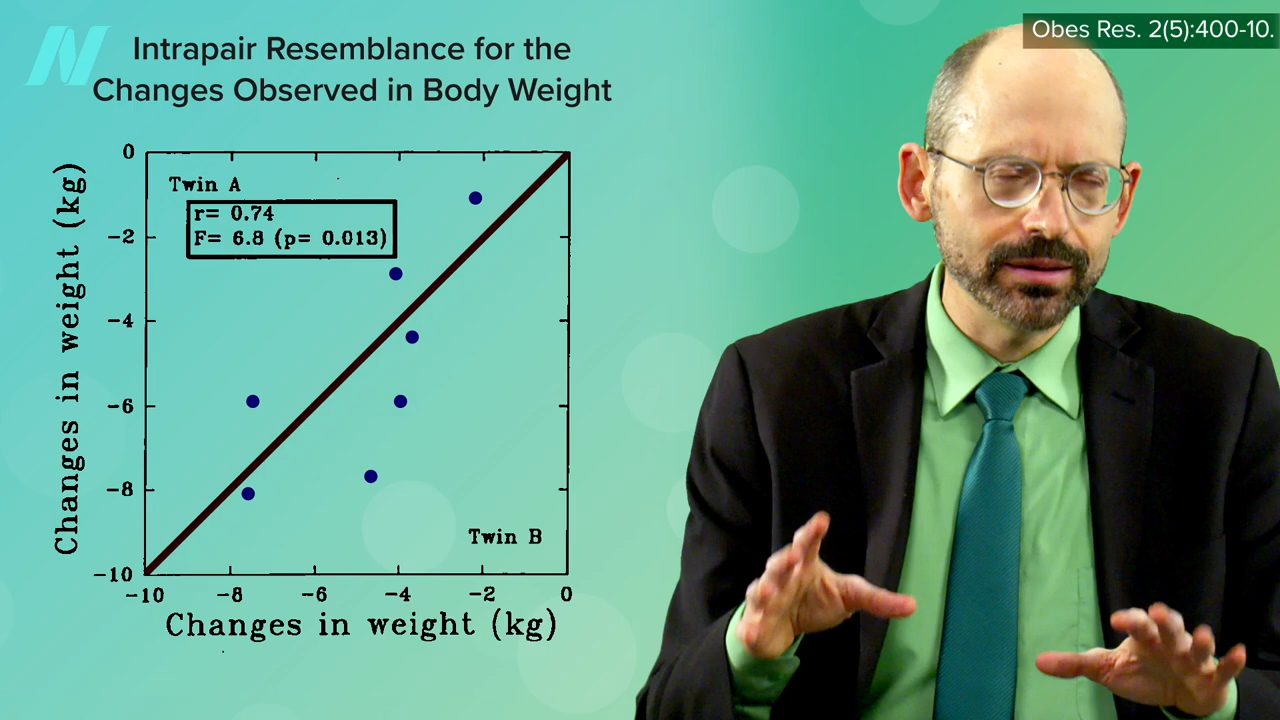 Obes Res. 2(5):400-10.
N
Intrapair Resemblance for the
Changes Observed in Body Weight
Changes in weight (kg)
0
-2
-4
-6
-8
-10
Twin A
r= 0.74
F= 6.8 (p= 0.013)
Twin B
-10 -8 -6 -4 -2 0
Changes in weight (kg)